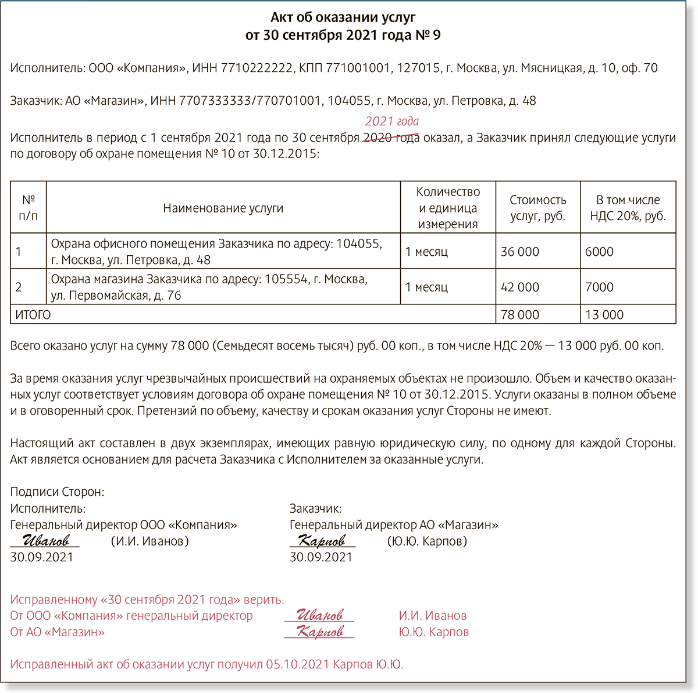 Акт об оказании услуг
от 30 сентября 2021 года № 9
Исполнитель: ООО «Компания», ИНН 7710222222, КПП 771001001, 127015, г. Москва, ул. Мясницкая, д. 10, оф. 70
Заказчик: АО «Магазин», ИНН 7707333333/770701001, 104055, г. Москва, ул. Петровка, д. 48
2021 года
Исполнитель в период с 1 сентября 2021 года по 30 сентября 2020 года оказал, а Заказчик принял следующие услуги
по договору об охране помещения № 10 от 30.12.2015:
№ п/п Наименование услуги Количество и единица измерения Стоимость услуг, руб. В том числе НДС 20%, руб.
1 Охрана офисного помещения Заказчика по адресу: 104055, г. Москва, ул. Петровка, д. 48 1 месяц 36 000 6000
2 Охрана магазина Заказчика по адресу: 105554, г. Москва, ул. Первомайская, д. 76 1 месяц 42 000 7000
ИТОГО 78 000 13 000
Всего оказано услуг на сумму 78 000 (Семьдесят восемь тысяч) руб. 00 коп., в том числе НДС 20% — 13 000 руб. 00 коп.
За время оказания услуг чрезвычайных происшествий на охраняемых объектах не произошло. Объем и качество оказан-
ных услуг соответствует условиям договора об охране помещения № 10 от 30.12.2015. Услуги оказаны в полном объеме
и в оговоренный срок. Претензий по объему, качеству и срокам оказания услуг Стороны не имеют.
Настоящий акт составлен в двух экземплярах, имеющих равную юридическую силу, по одному для каждой Стороны.
Акт является основанием для расчета Заказчика с Исполнителем за оказанные услуги.
Подписи Сторон:
Исполнитель: Заказчик:
Генеральный директор ООО «Компания» Генеральный директор АО «Магазин»
Иванов (И.И. Иванов) Карпов (Ю.Ю. Карпов)
30.09.2021 30.09.2021
Исправленному «30 сентября 2021 года» верить.
От ООО «Компания» генеральный директор Иванов И.И. Иванов
От АО «Магазин» Карпов Ю.Ю. Карпов
Исправленный акт об оказании услуг получил 05.10.2021 Карпов Ю.Ю.